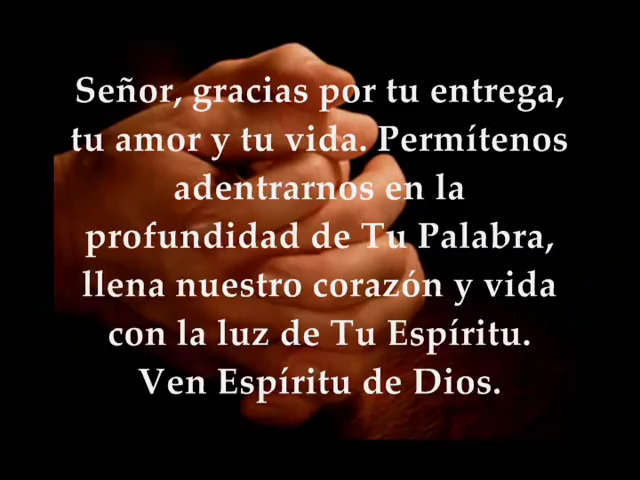 Señor, gracias por tu entrega,
tu amor y tu vida. Permítenos
adentrarnos en la
profundidad de Tu Palabra,
llena nuestro corazón y vida
con la luz de Tu Espíritu.
Ven Espíritu de Dios.